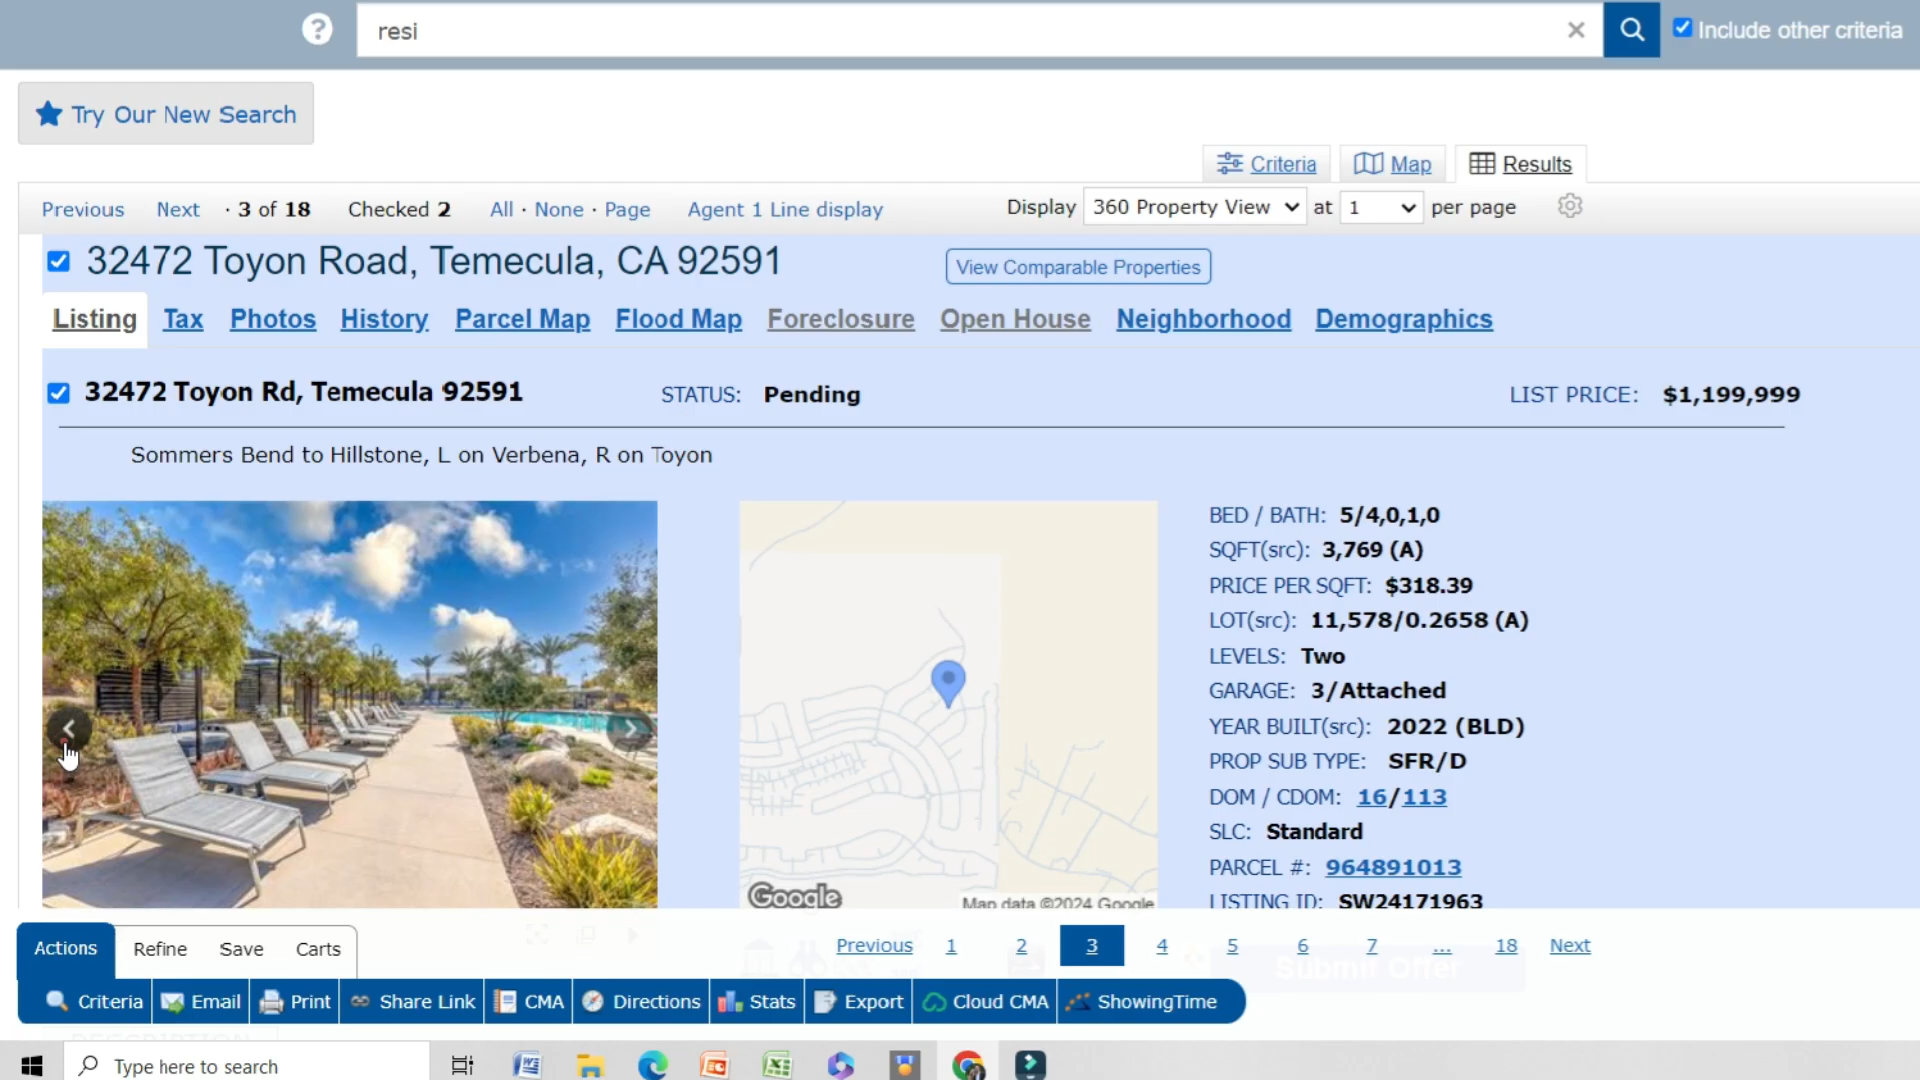 ?
resi
Include other criteria
Try Our New Search
Criteria
Map
Results
Previous Next · 3 of 18 Checked 2 All · None · Page Agent 1 Line display
Display 360 Property View at 1 per page
32472 Toyon Road, Temecula, CA 92591
View Comparable Properties
Listing Tax Photos History Parcel Map Flood Map Foreclosure Open House Neighborhood Demographics
32472 Toyon Rd, Temecula 92591 STATUS: Pending LIST PRICE: $1,199,999
Sommers Bend to Hillstone, L on Verbena, R on Toyon
BED / BATH: 5/4,0,1,0
SQFT(src): 3,769 (A)
PRICE PER SQFT: $318.39
LOT(src): 11,578/0.2658 (A)
LEVELS: Two
GARAGE: 3/Attached
YEAR BUILT(src): 2022 (BLD)
PROP SUB TYPE: SFR/D
DOM / CDOM: 16/113
SLC: Standard
PARCEL #: 964891013
LISTING ID: SW24171963
Google
Map data ©2024 Google
Actions Refine Save Carts
Previous 1 2 3 4 5 6 7 ... 18 Next
Submit Offer
Criteria Email Print Share Link CMA Directions Stats Export Cloud CMA ShowingTime
DESCRIPTION
Type here to search